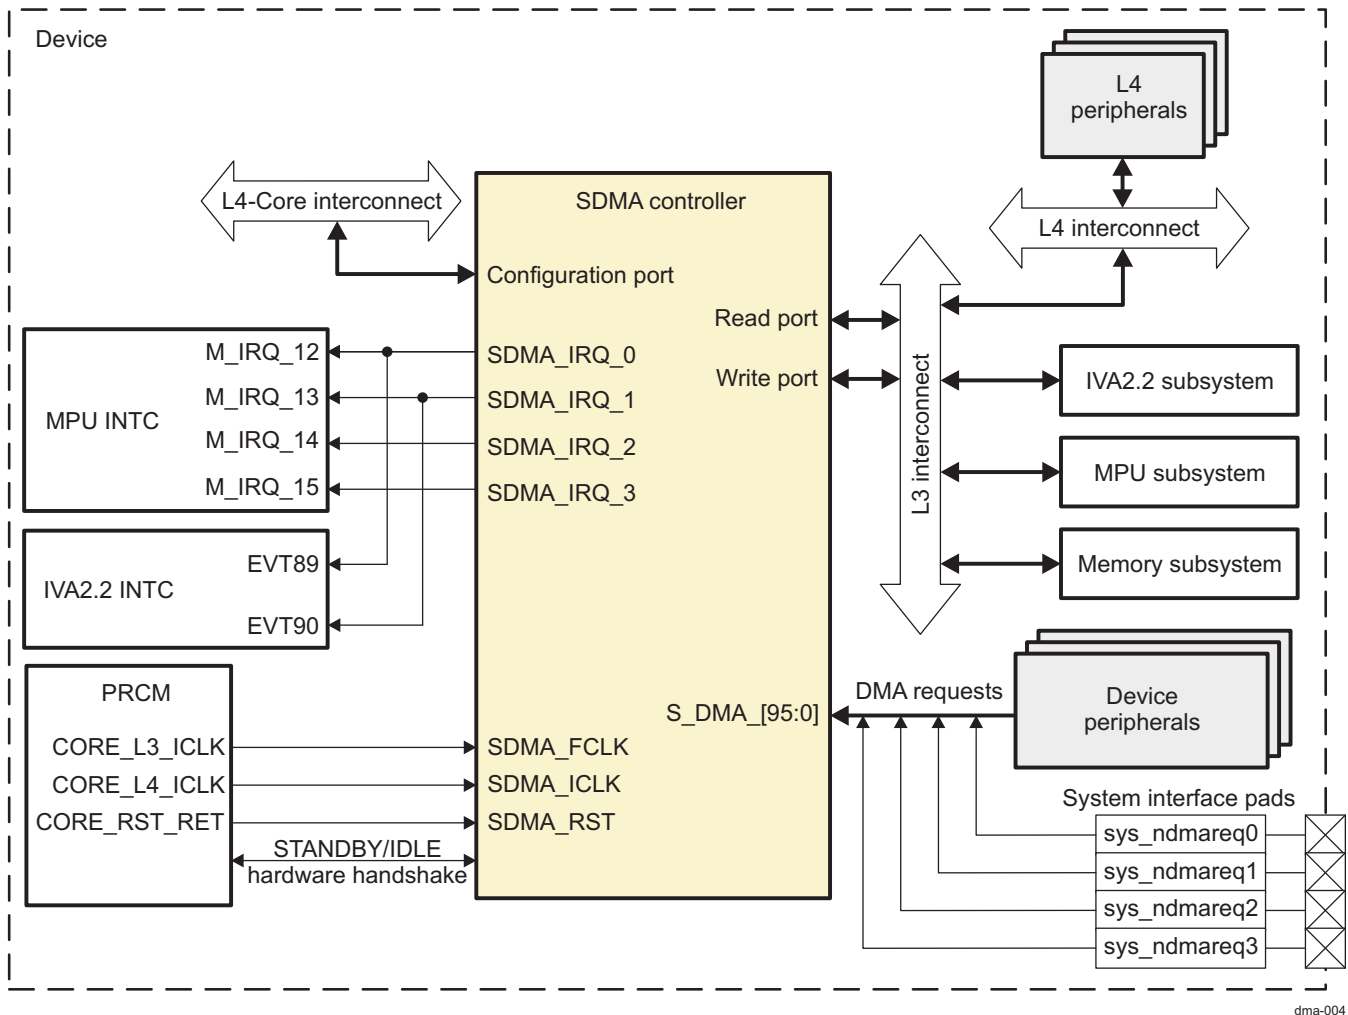 Device
L4
peripherals
L4-Core interconnect
SDMA controller
L4 interconnect
Configuration port
Read port
Write port
L3 interconnect
MPU INTC
M_IRQ_12
M_IRQ_13
M_IRQ_14
M_IRQ_15
SDMA_IRQ_0
SDMA_IRQ_1
SDMA_IRQ_2
SDMA_IRQ_3
IVA2.2 subsystem
MPU subsystem
Memory subsystem
IVA2.2 INTC
EVT89
EVT90
PRCM
CORE_L3_ICLK
CORE_L4_ICLK
CORE_RST_RET
STANDBY/IDLE
hardware handshake
SDMA_FCLK
SDMA_ICLK
SDMA_RST
S_DMA_[95:0]
DMA requests
Device
peripherals
System interface pads
sys_ndmareq0
sys_ndmareq1
sys_ndmareq2
sys_ndmareq3
dma-004